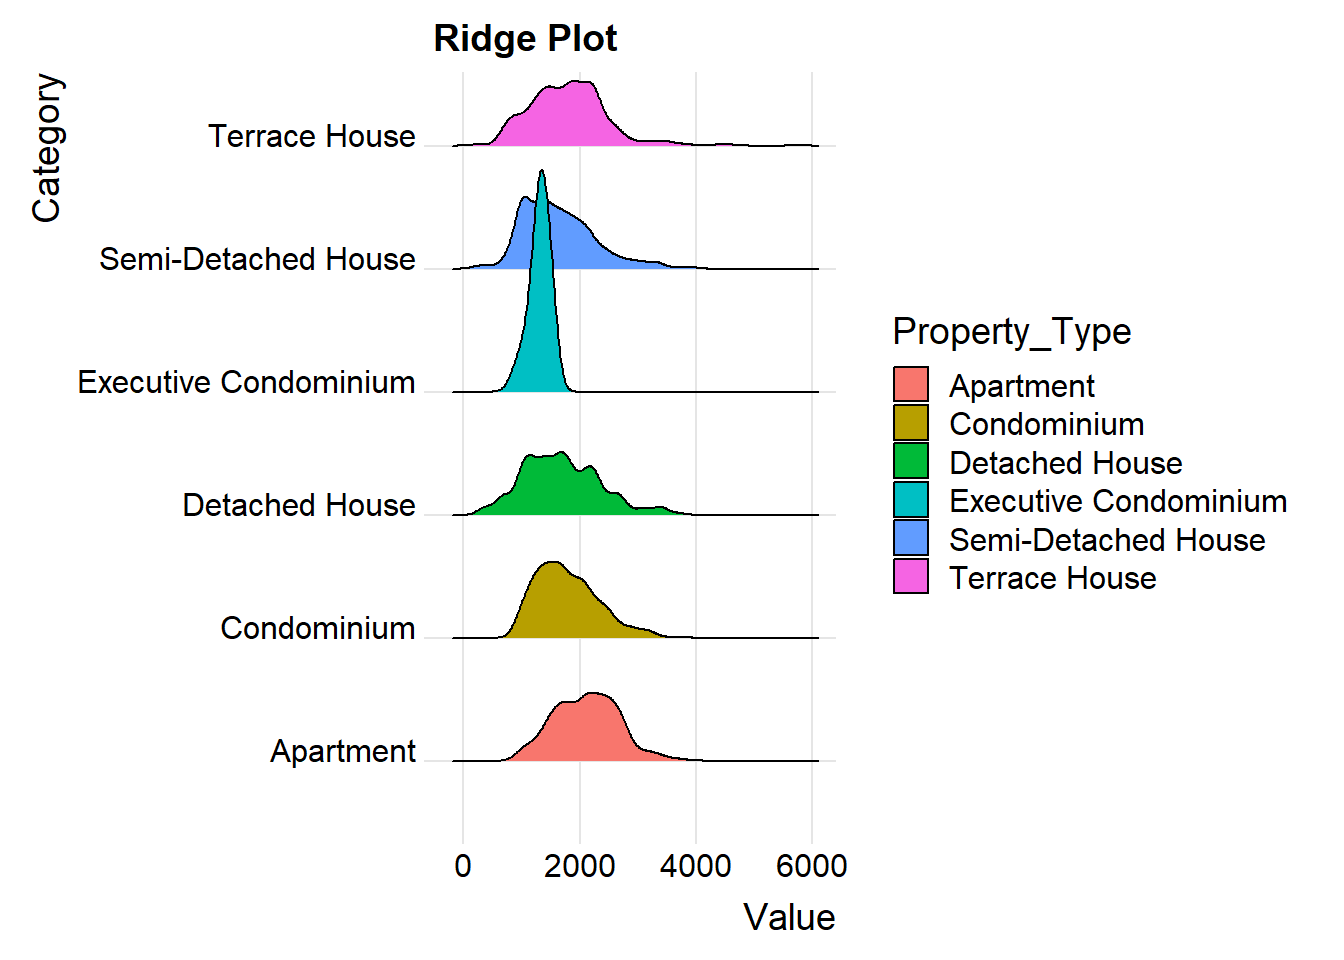 Ridge Plot
Category
Terrace House
Semi-Detached House
Executive Condominium
Detached House
Condominium
Apartment
0 2000 4000 6000
Value
Property_Type
Apartment
Condominium
Detached House
Executive Condominium
Semi-Detached House
Terrace House